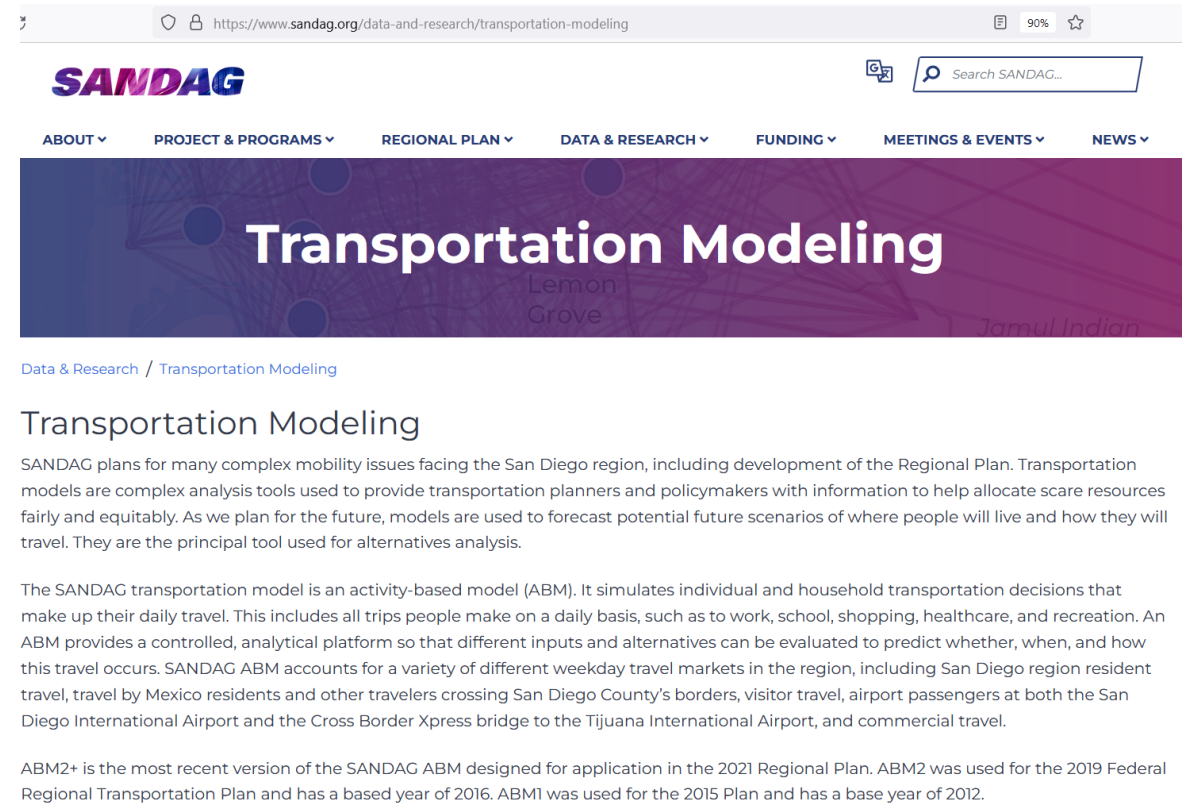 https://www.sandag.org/data-and-research/transportation-modeling
90%
SANDAG
Search SANDAG...
ABOUT
PROJECT & PROGRAMS
REGIONAL PLAN
DATA & RESEARCH
FUNDING
MEETINGS & EVENTS
NEWS
Transportation Modeling
Lemon
Grove
Jamul Indian
Data & Research / Transportation Modeling
Transportation Modeling
SANDAG plans for many complex mobility issues facing the San Diego region, including development of the Regional Plan. Transportation
models are complex analysis tools used to provide transportation planners and policymakers with information to help allocate scare resources
fairly and equitably. As we plan for the future, models are used to forecast potential future scenarios of where people will live and how they will
travel. They are the principal tool used for alternatives analysis.
The SANDAG transportation model is an activity-based model (ABM). It simulates individual and household transportation decisions that
make up their daily travel. This includes all trips people make on a daily basis, such as to work, school, shopping, healthcare, and recreation. An
ABM provides a controlled, analytical platform so that different inputs and alternatives can be evaluated to predict whether, when, and how
this travel occurs. SANDAG ABM accounts for a variety of different weekday travel markets in the region, including San Diego region resident
travel, travel by Mexico residents and other travelers crossing San Diego County's borders, visitor travel, airport passengers at both the San
Diego International Airport and the Cross Border Xpress bridge to the Tijuana International Airport, and commercial travel.
ABM2+ is the most recent version of the SANDAG ABM designed for application in the 2021 Regional Plan. ABM2 was used for the 2019 Federal
Regional Transportation Plan and has a based year of 2016. ABM1 was used for the 2015 Plan and has a base year of 2012.